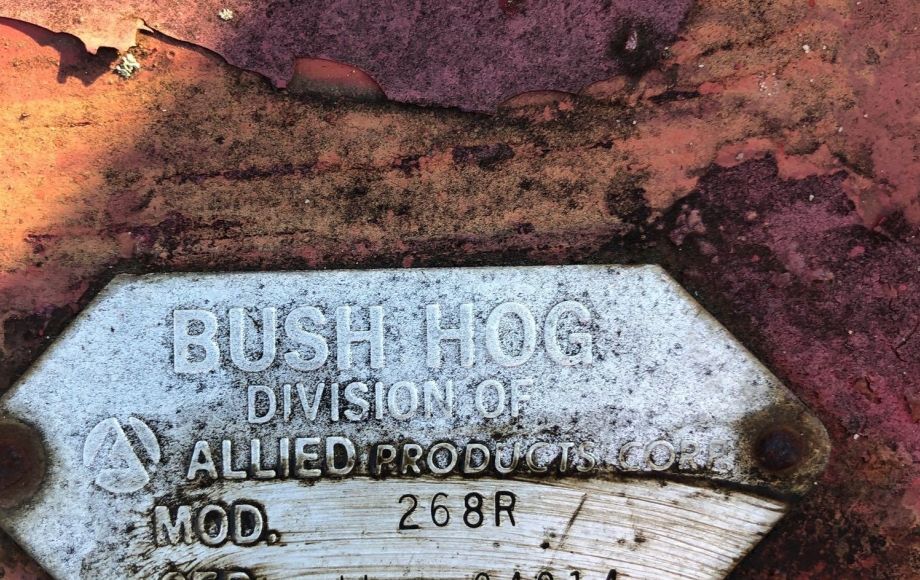 BUSH HOG
DIVISION OF
ALLIED PRODUCTS CORP.
MOD. 268R